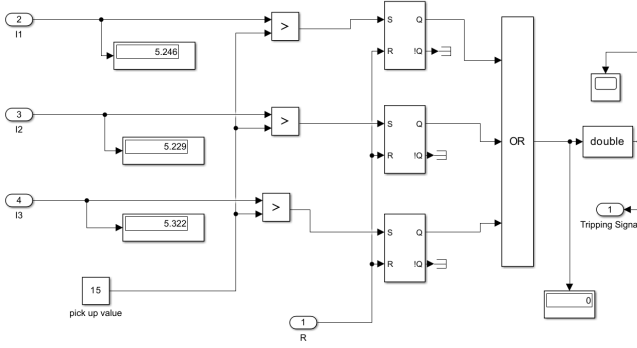 2
I1
5.246
>
S
Q
R
!Q
3
I2
5.229
>
S
Q
R
!Q
OR
double
4
I3
5.322
>
S
Q
R
!Q
1
Tripping Signa
15
pick up value
0
1
R